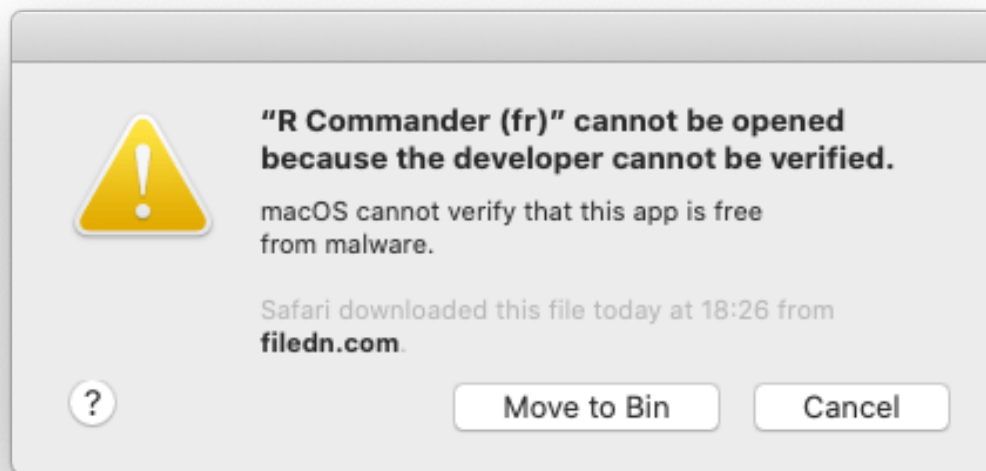 “R Commander (fr)” cannot be opened
because the developer cannot be verified.
macOS cannot verify that this app is free
from malware.
Safari downloaded this file today at 18:26 from
filedn.com.
?
Move to Bin
Cancel